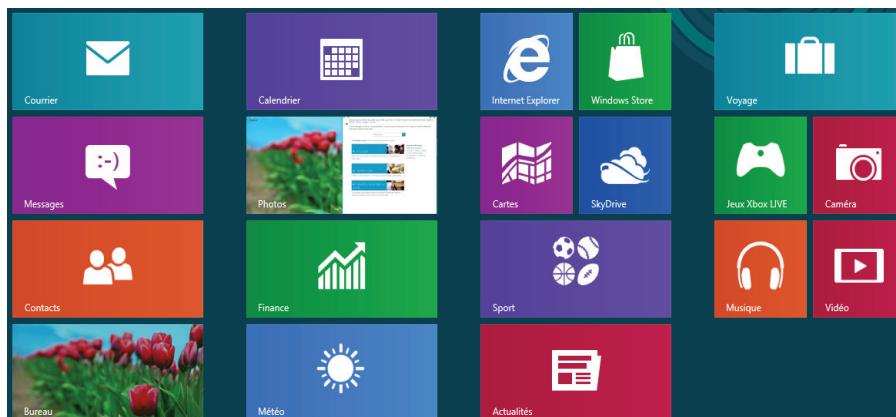 Courrier
Calendrier
Internet Explorer
Windows Store
Voyage
Messages
Photos
Cartes
SkyDrive
Jeux Xbox LIVE
Caméra
Contacts
Finance
Sport
Musique
Vidéo
Bureau
Météo
Actualités